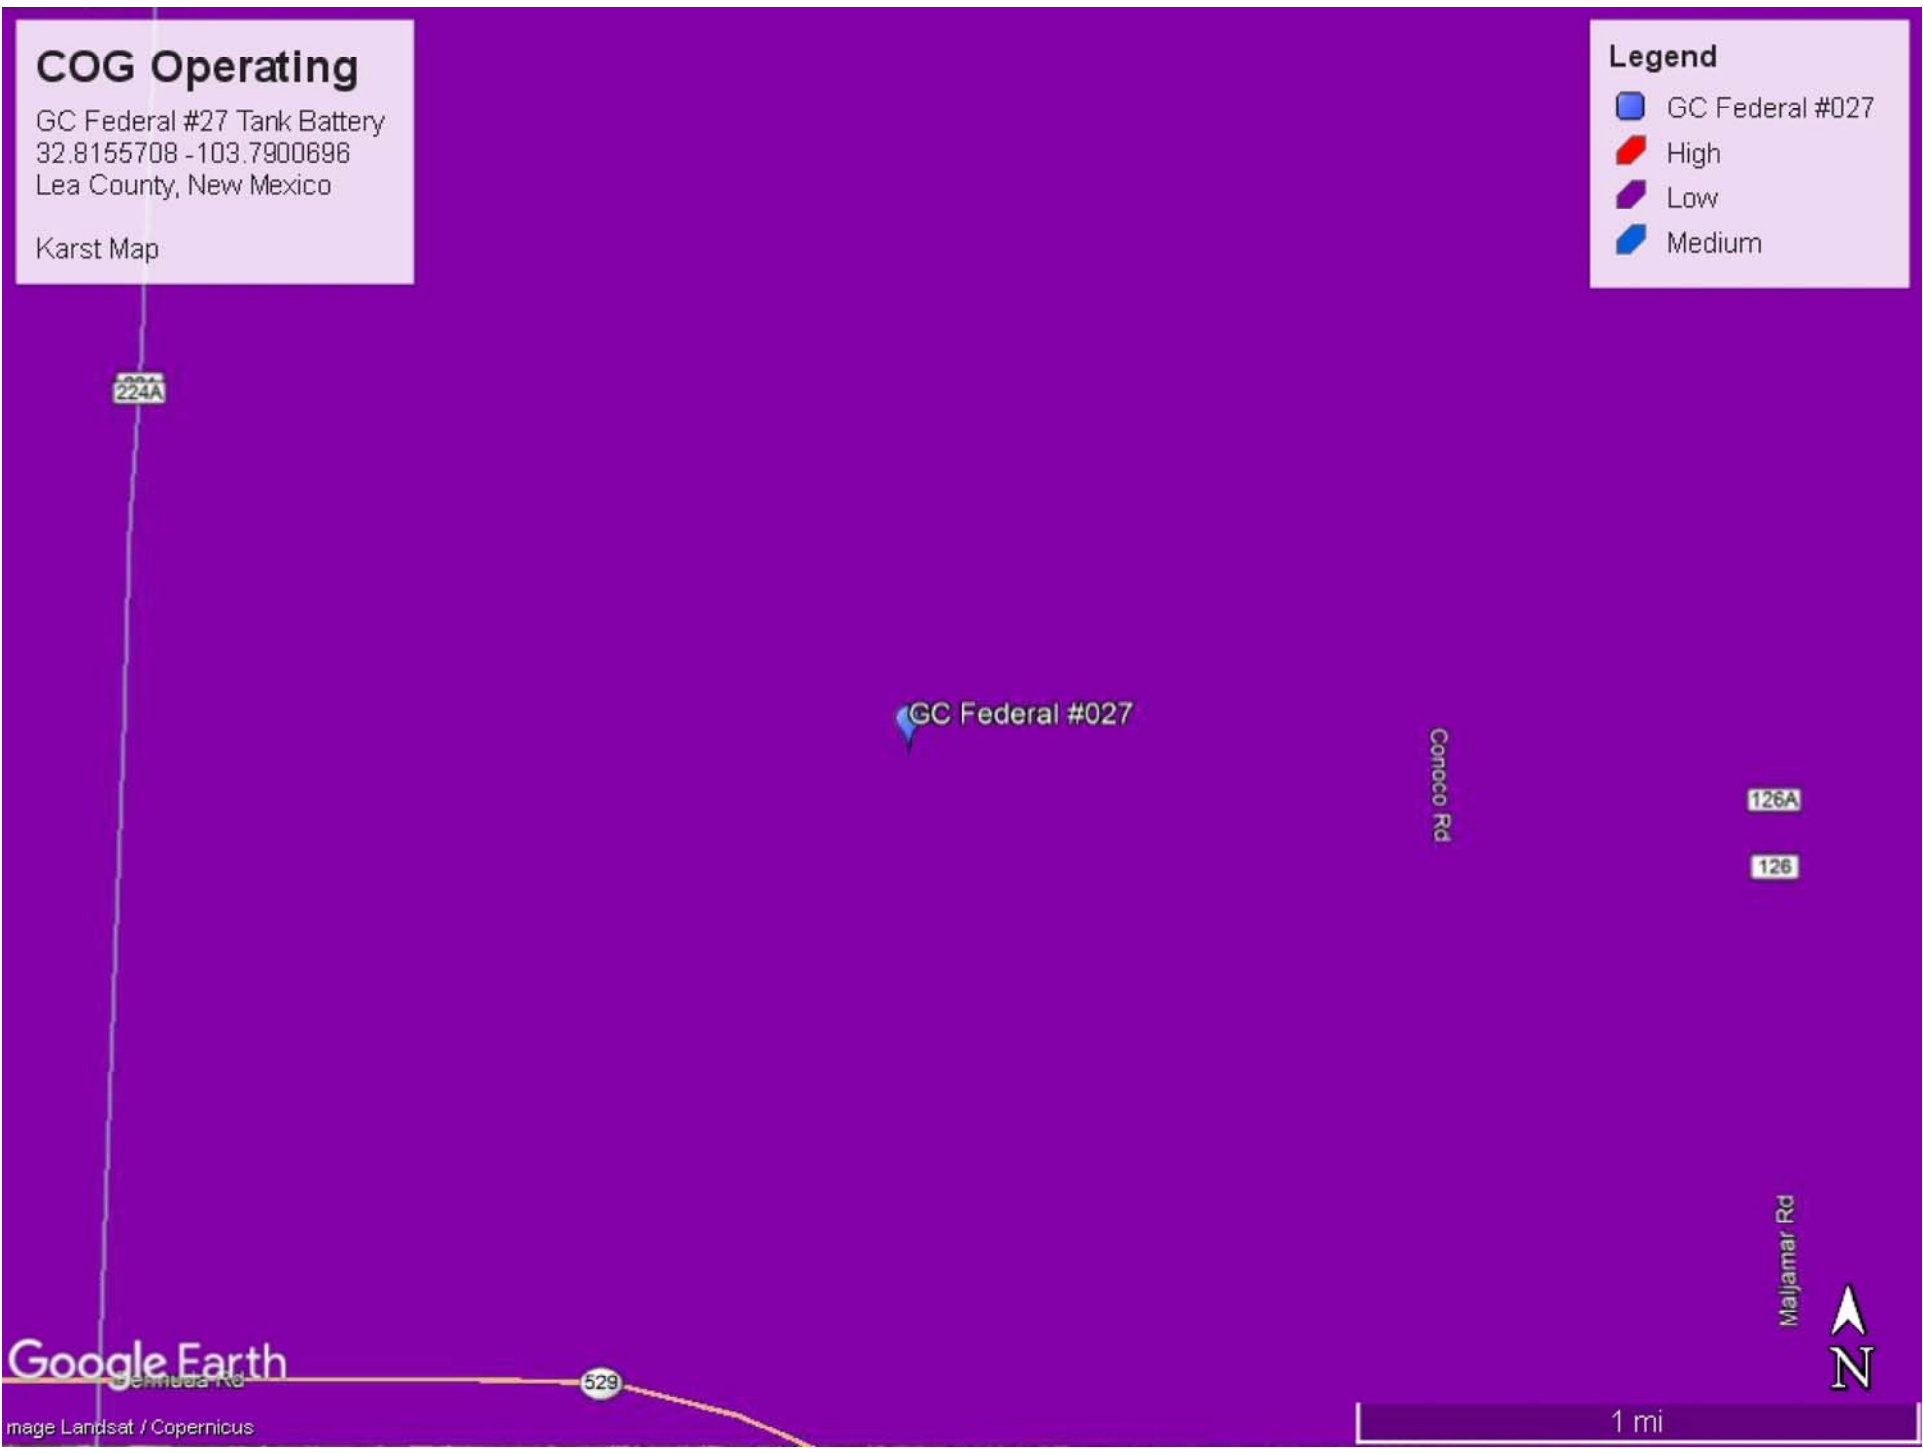 COG Operating
GC Federal #27 Tank Battery
32.8155708 -103.7900696
Lea County, New Mexico
Karst Map
Legend
GC Federal #027
High
Low
Medium
224A
GC Federal #027
Conoco Rd
126A
126
Maljamar Rd
N
Google Earth
Rd
529
mage Landsat / Copernicus
1 mi